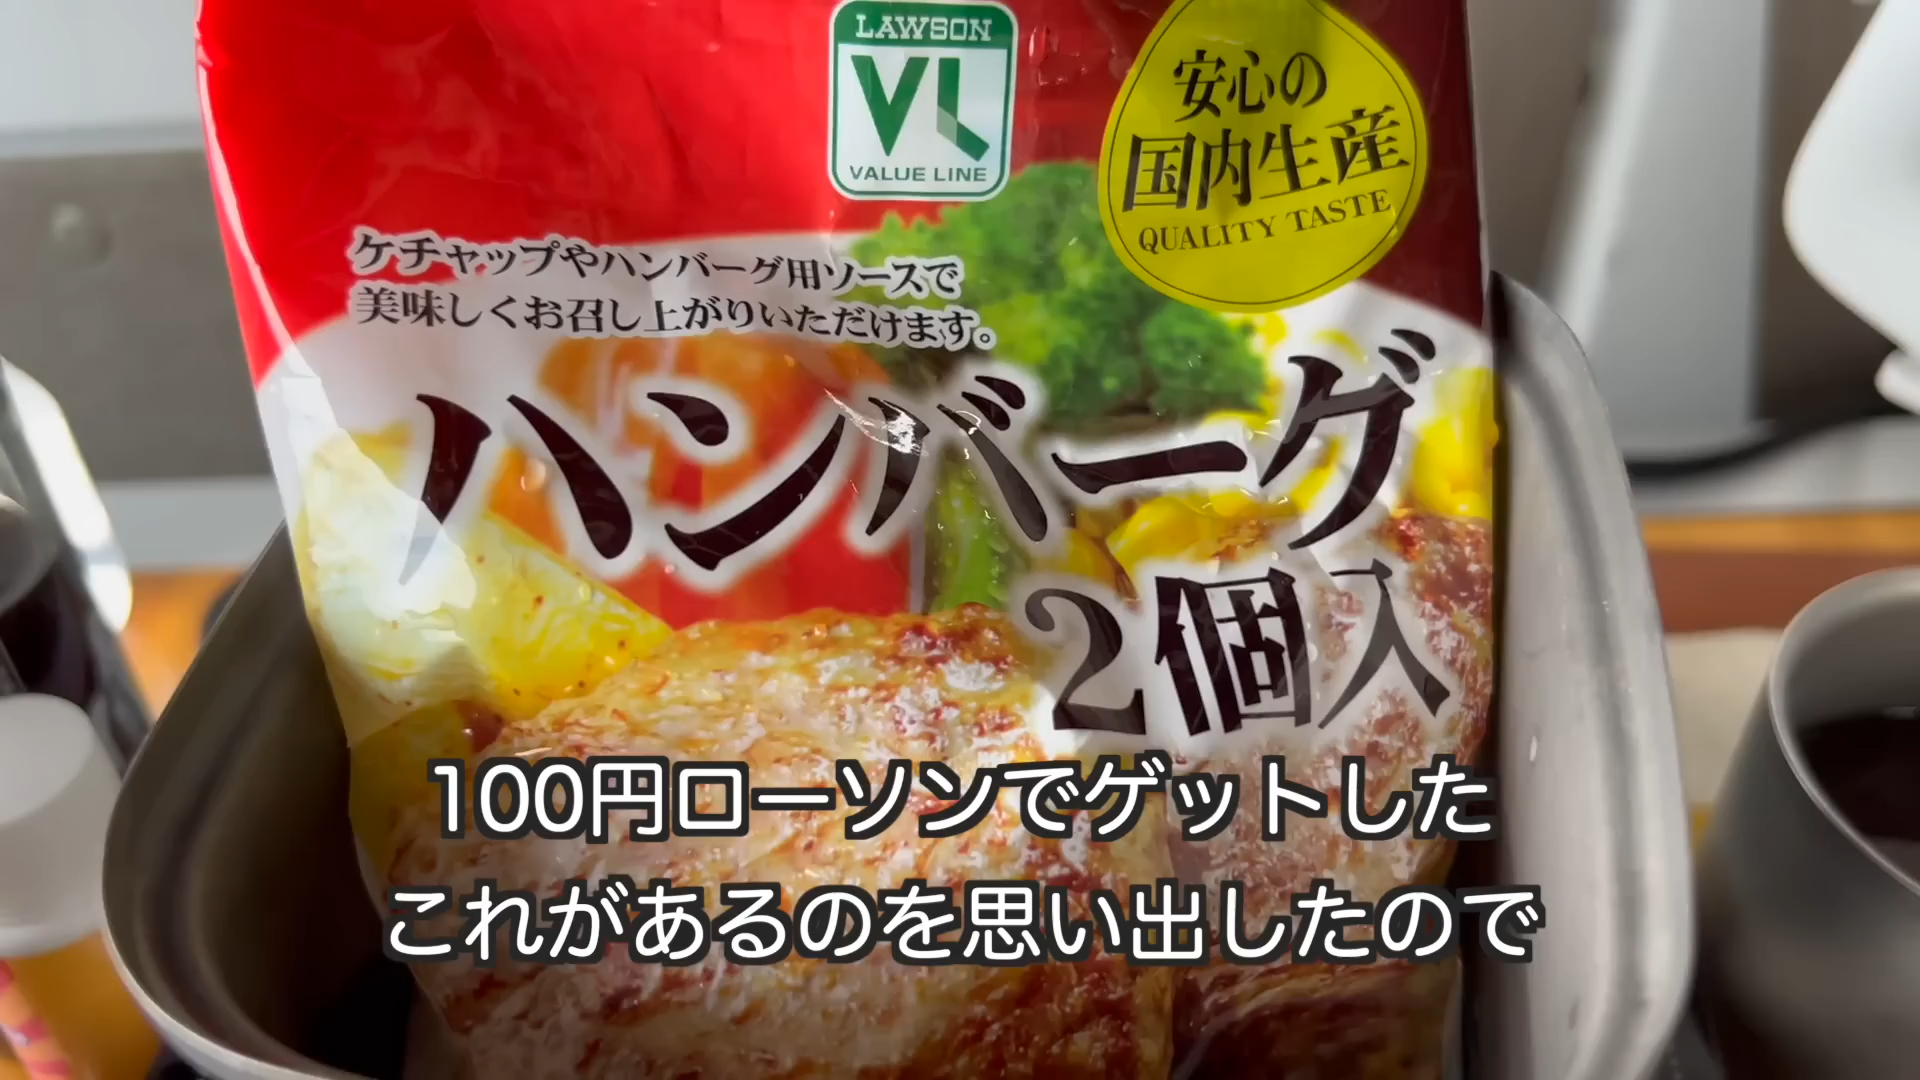 LAWSON
VL
VALUE LINE
安心の
国内生産
QUALITY TASTE
ケチャップやハンバーグ用ソースで
美味しくお召し上がりいただけます。
ハンバーグ
2個入
100円ローソンでゲットした
これがあるのを思い出したので